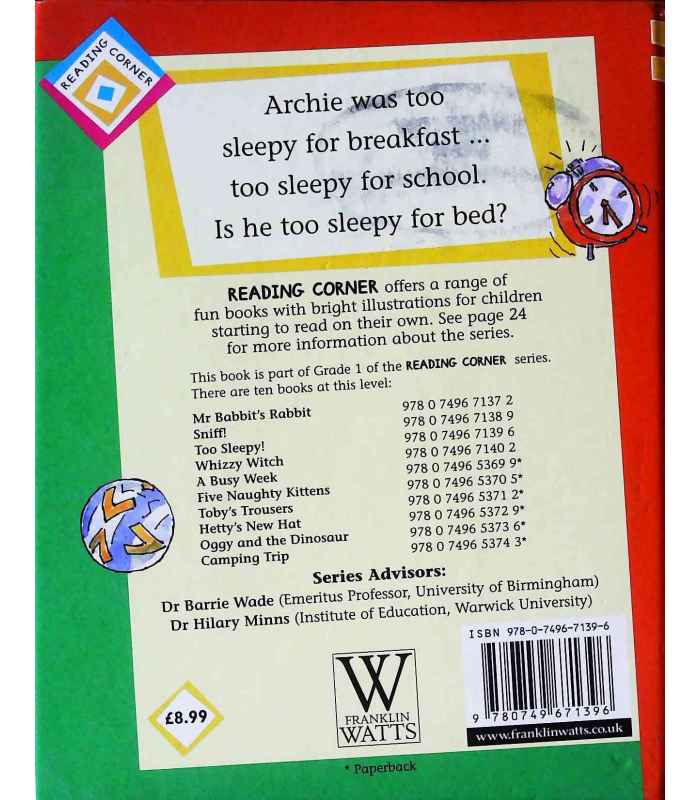 READING CORNER
Archie was too
sleepy for breakfast ...
too sleepy for school.
Is he too sleepy for bed?
READING CORNER offers a range of
fun books with bright illustrations for children
starting to read on their own. See page 24
for more information about the series.
This book is part of Grade 1 of the READING CORNER series.
There are ten books at this level:
Mr Babbit's Rabbit 978 0 7496 7137 2
Sniff! 978 0 7496 7138 9
Too Sleepy! 978 0 7496 7139 6
Whizzy Witch 978 0 7496 7140 2
A Busy Week 978 0 7496 5369 9*
Five Naughty Kittens 978 0 7496 5370 5*
Toby's Trousers 978 0 7496 5371 2*
Hetty's New Hat 978 0 7496 5372 9*
Oggy and the Dinosaur 978 0 7496 5373 6*
Camping Trip 978 0 7496 5374 3*
Series Advisors:
Dr Barrie Wade (Emeritus Professor, University of Birmingham)
Dr Hilary Minns (Institute of Education, Warwick University)
£8.99
W
FRANKLIN
WATTS
ISBN 978-0-7496-7139-6
9 780749 671396
www.franklinwatts.co.uk
* Paperback